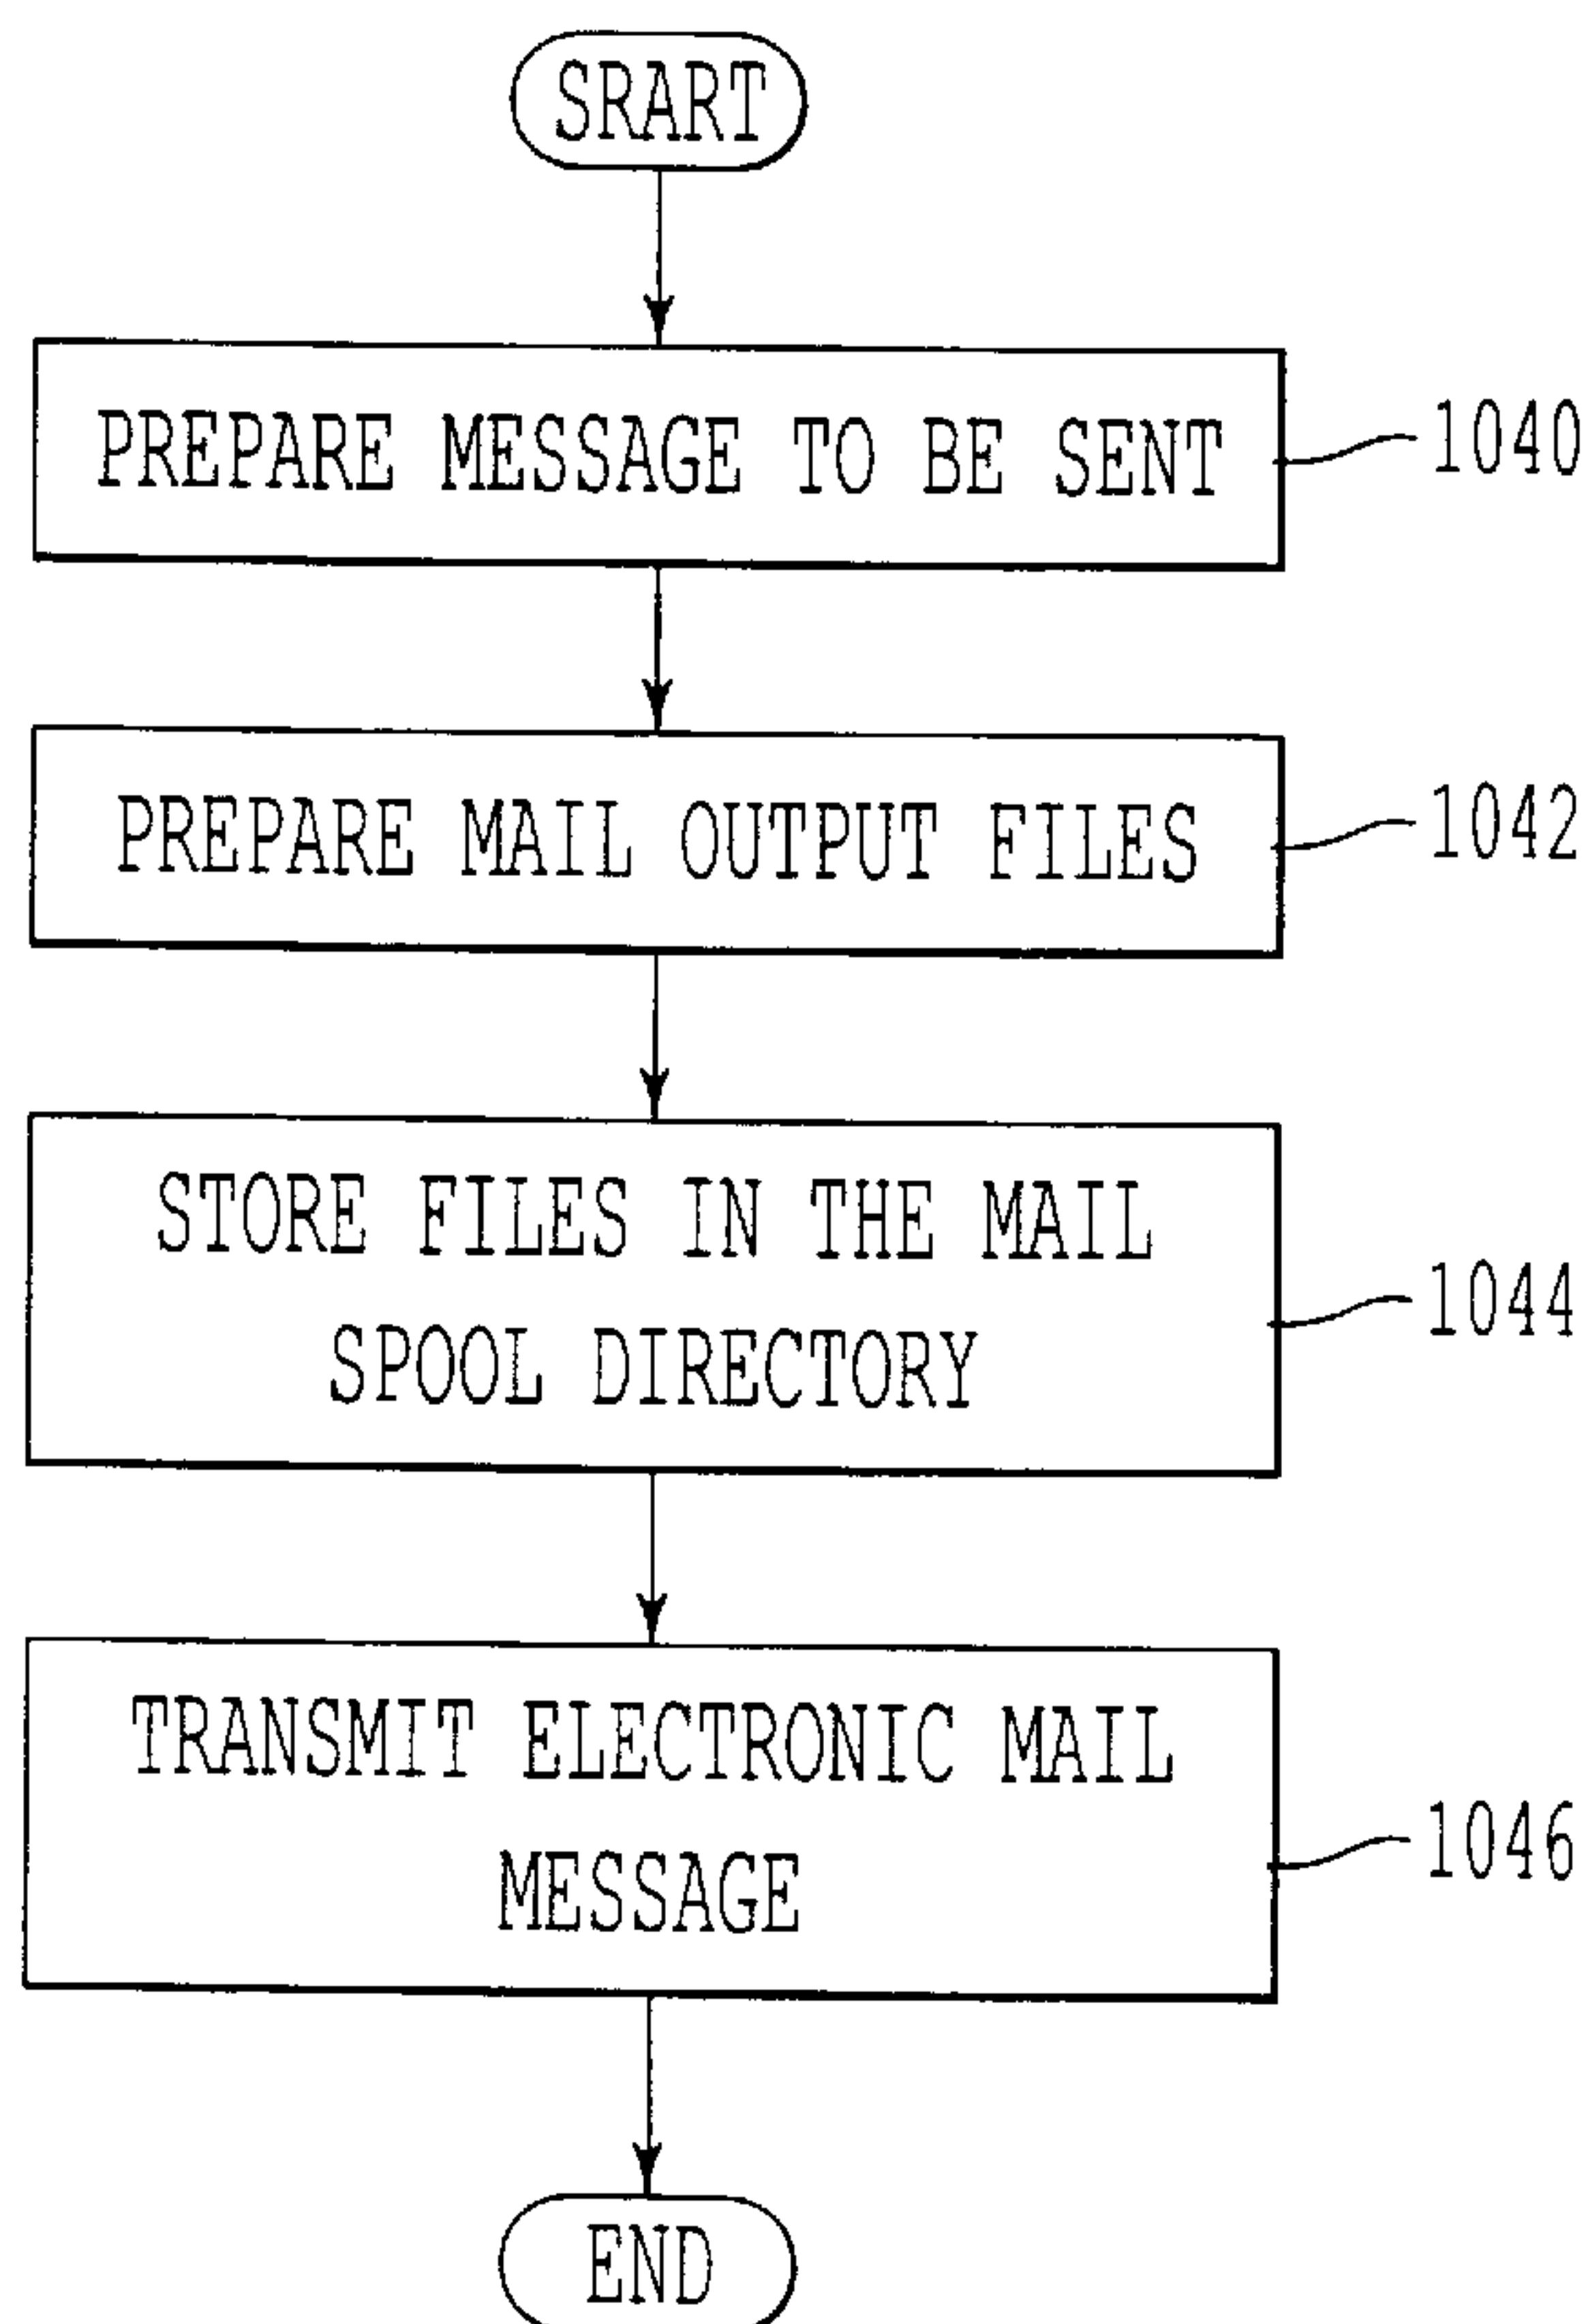 SRART
PREPARE MESSAGE TO BE SENT
1040
PREPARE MAIL OUTPUT FILES
1042
STORE FILES IN THE MAIL
SPOOL DIRECTORY
1044
TRANSMIT ELECTRONIC MAIL
MESSAGE
1046
END